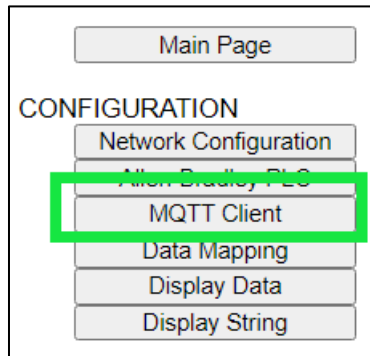 Main Page
CONFIGURATION
Network Configuration
Allen-Bradley PLC
MQTT Client
Data Mapping
Display Data
Display String